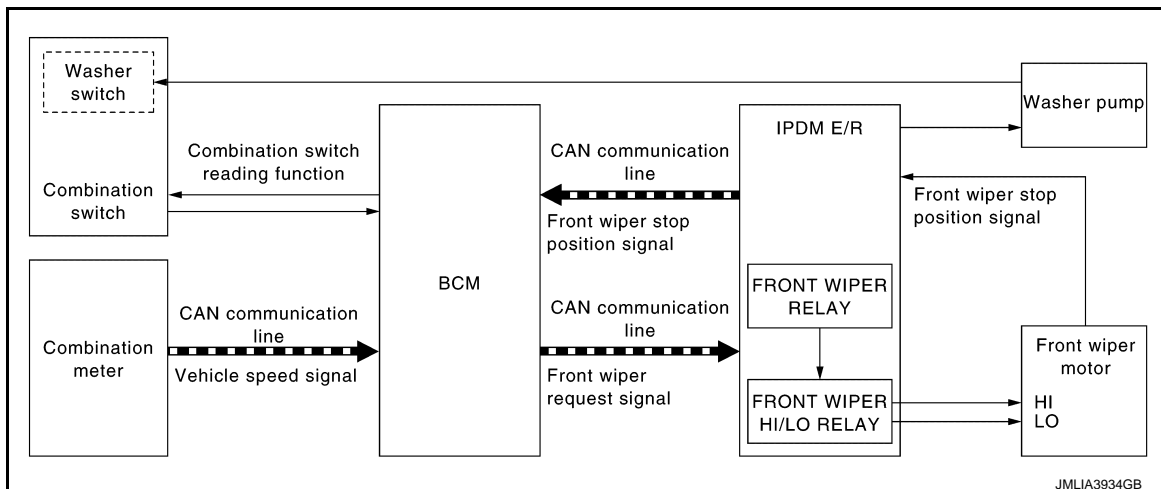 Washer
switch
Combination
switch
Combination switch
reading function
Combination
meter
CAN communication
line
Vehicle speed signal
BCM
CAN communication
line
Front wiper stop
position signal
CAN communication
line
Front wiper
request signal
IPDM E/R
FRONT WIPER
RELAY
FRONT WIPER
HI/LO RELAY
Washer pump
Front wiper stop
position signal
Front wiper
motor
HI
LO
JMLIA3934GB